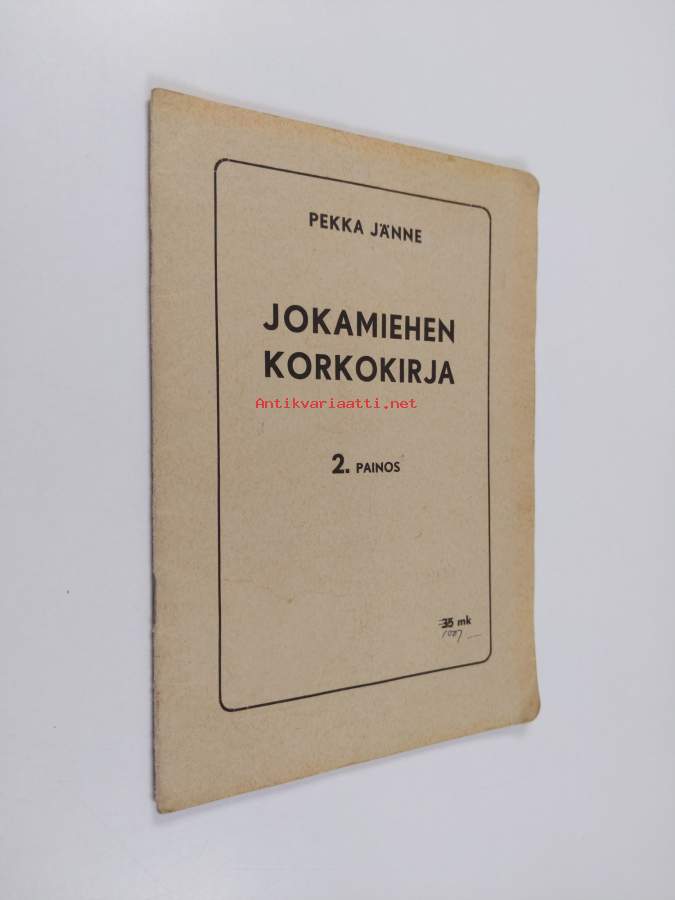 PEKKA JÄNNE
JOKAMIEHEN
KORKOKIRJA
Antikvariaatti.net
2. PAINOS
35 mk